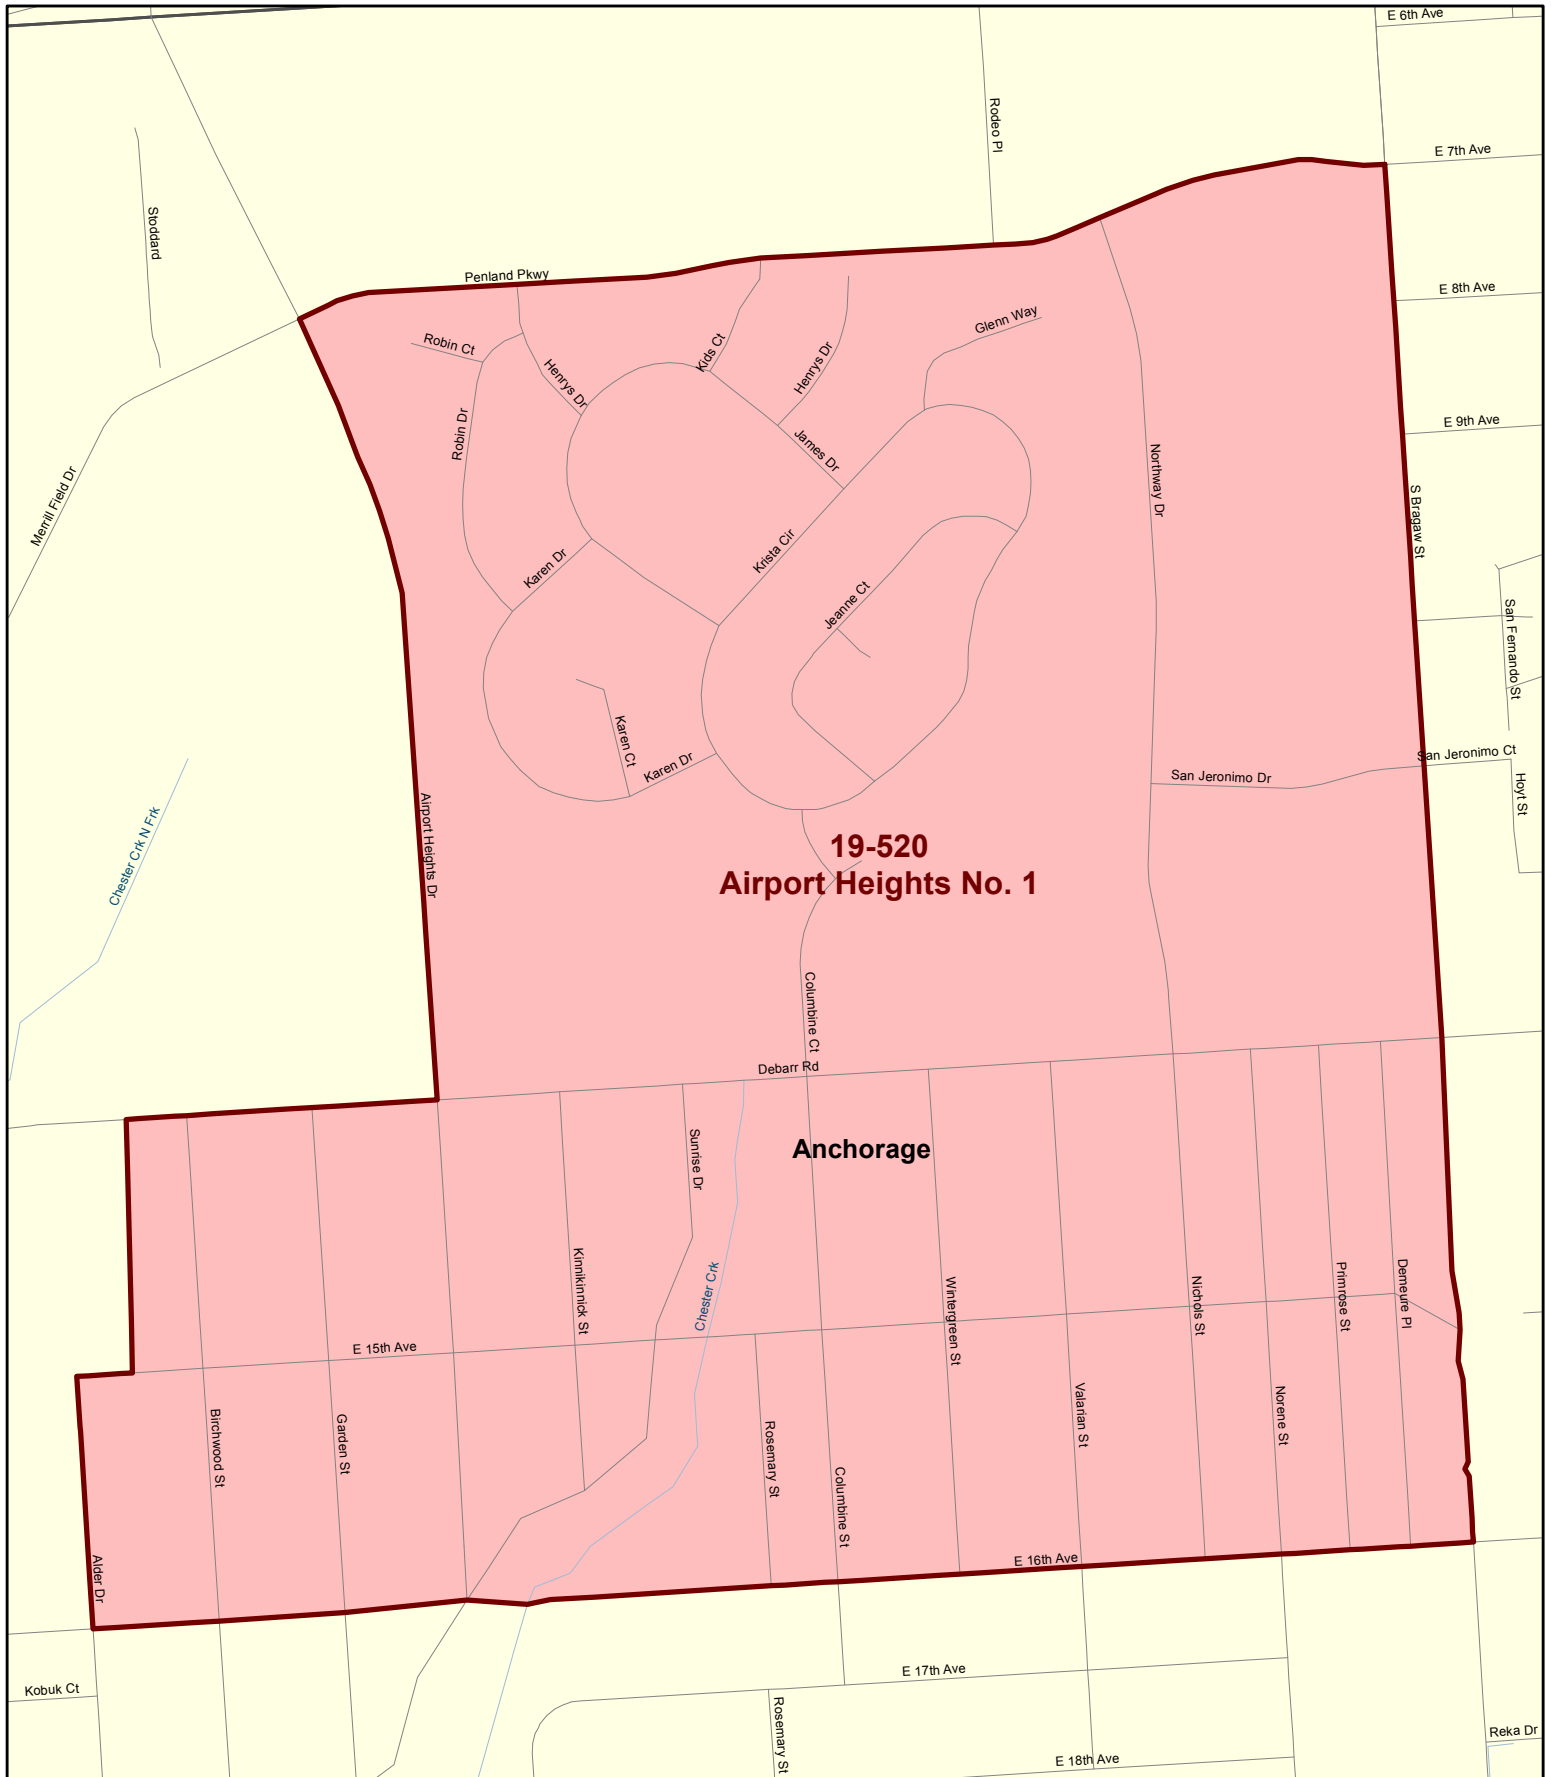 E 6th Ave
Rodeo Pl
E 7th Ave
Stoddard
Penland Pkwy
E 8th Ave
Glenn Way
Robin Ct
Kids Ct
Henrys Dr
Henrys Dr
Robin Dr
E 9th Ave
James Dr
Northway Dr
Merrill Field Dr
S Bragaw St
Krista Cir
Karen Dr
Jeanne Ct
San Fernando St
Karen Ct
Karen Dr
San Jeronimo Ct
San Jeronimo Dr
Hoyt St
Chester Crk N Frk
Airport Heights Dr
19-520
Airport Heights No. 1
Columbine Ct
Debarr Rd
Anchorage
Sunrise Dr
Kinnikinnick St
Chester Crk
Wintergreen St
Nichols St
Primrose St
Demeure Pl
E 15th Ave
Birchwood St
Garden St
Rosemary St
Columbine St
Valarian St
Norene St
Alder Dr
E 16th Ave
E 17th Ave
Kobuk Ct
Rosemary St
Reka Dr
E 18th Ave